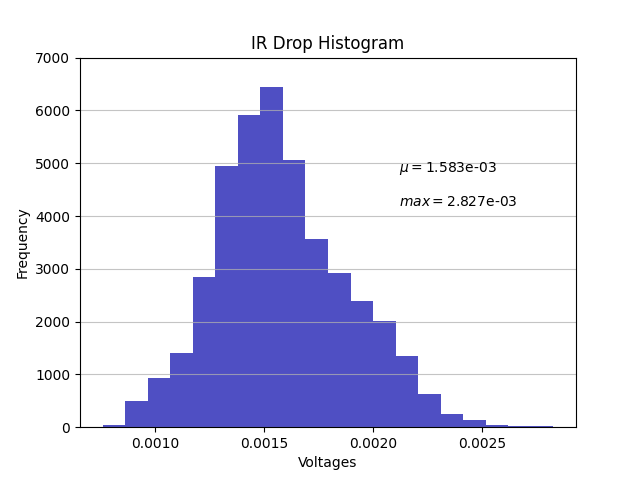 IR Drop Histogram
7000
6000
5000
4000
3000
2000
1000
0
Frequency
μ = 1.583e-03
max = 2.827e-03
0.0010 0.0015 0.0020 0.0025
Voltages